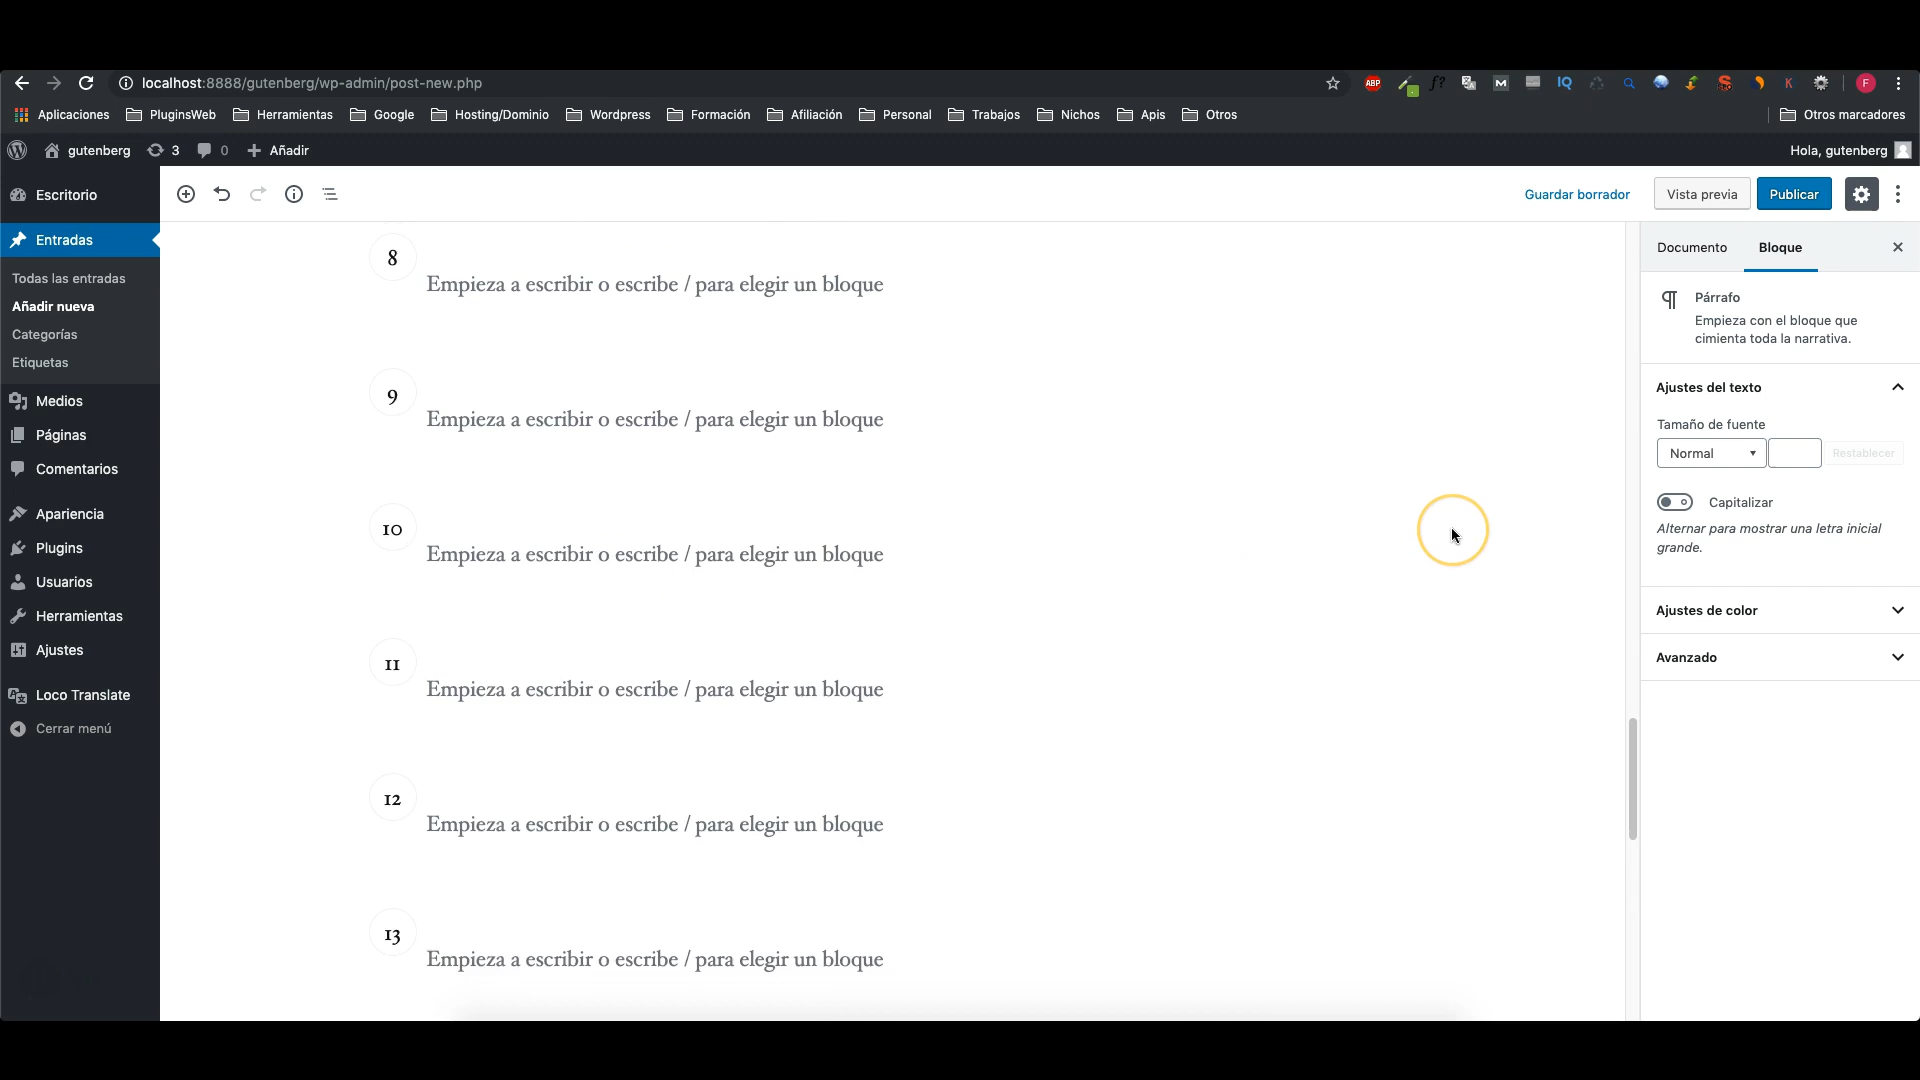 localhost:8888/gutenberg/wp-admin/post-new.php
ABP
f?
M
IQ
K
F
Aplicaciones PluginsWeb Herramientas Google Hosting/Dominio Wordpress Formación Afiliación Personal Trabajos Nichos Apis Otros Otros marcadores
gutenberg 3 0 Añadir Hola, gutenberg
Escritorio
Entradas
Todas las entradas
Añadir nueva
Categorías
Etiquetas
Medios
Páginas
Comentarios
Apariencia
Plugins
Usuarios
Herramientas
Ajustes
Loco Translate
Cerrar menú
Guardar borrador Vista previa Publicar
8
Empieza a escribir o escribe / para elegir un bloque
9
Empieza a escribir o escribe / para elegir un bloque
10
Empieza a escribir o escribe / para elegir un bloque
11
Empieza a escribir o escribe / para elegir un bloque
12
Empieza a escribir o escribe / para elegir un bloque
13
Empieza a escribir o escribe / para elegir un bloque
Documento Bloque
Párrafo
Empieza con el bloque que
cimienta toda la narrativa.
Ajustes del texto
Tamaño de fuente
Normal Restablecer
Capitalizar
Alternar para mostrar una letra inicial
grande.
Ajustes de color
Avanzado